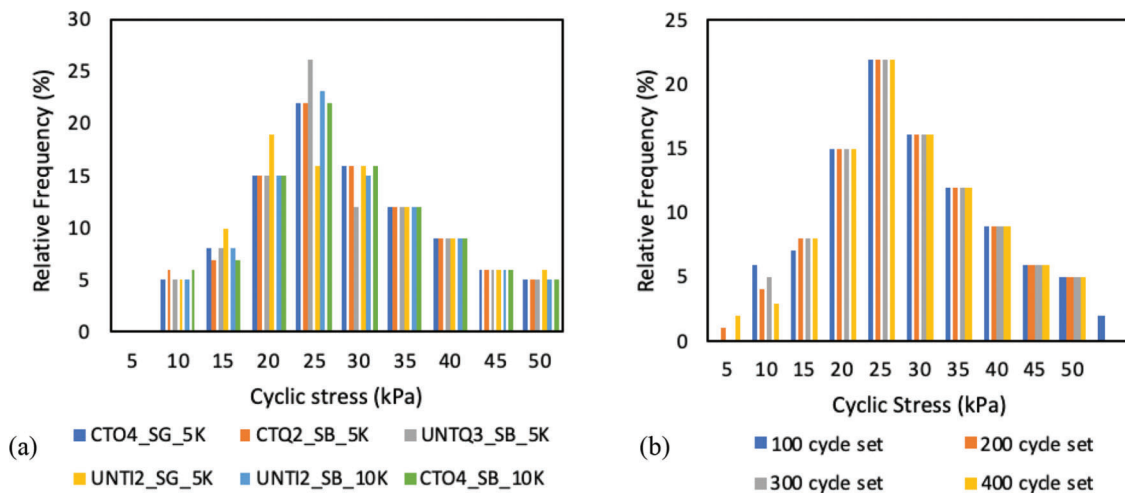 30
25
20
15
10
5
0
Relative Frequency (%)
5 10 15 20 25 30 35 40 45 50
Cyclic stress (kPa)
(a)
CTO4_SG_5K CTQ2_SB_5K UNTQ3_SB_5K
UNTI2_SG_5K UNTI2_SB_10K CTO4_SB_10K
25
20
15
10
5
0
Relative Frequency (%)
5 10 15 20 25 30 35 40 45 50
Cyclic Stress (kPa)
(b)
100 cycle set 200 cycle set
300 cycle set 400 cycle set